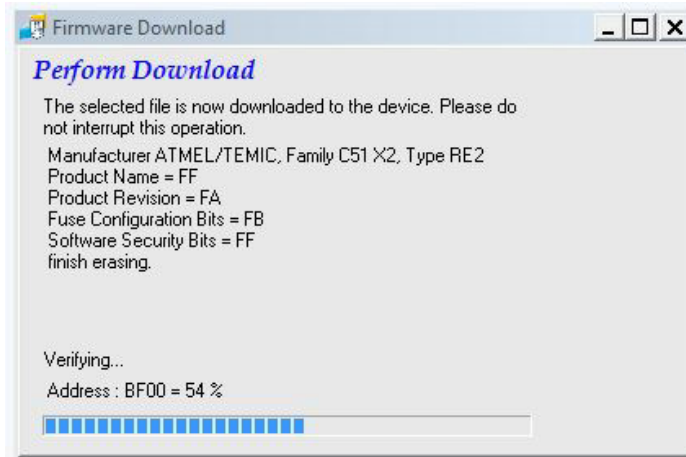 Firmware Download
Perform Download
The selected file is now downloaded to the device. Please do
not interrupt this operation.
Manufacturer ATMEL/TEMIC, Family C51 X2, Type RE2
Product Name = FF
Product Revision = FA
Fuse Configuration Bits = FB
Software Security Bits = FF
finish erasing.
Verifying...
Address : BF00 = 54 %